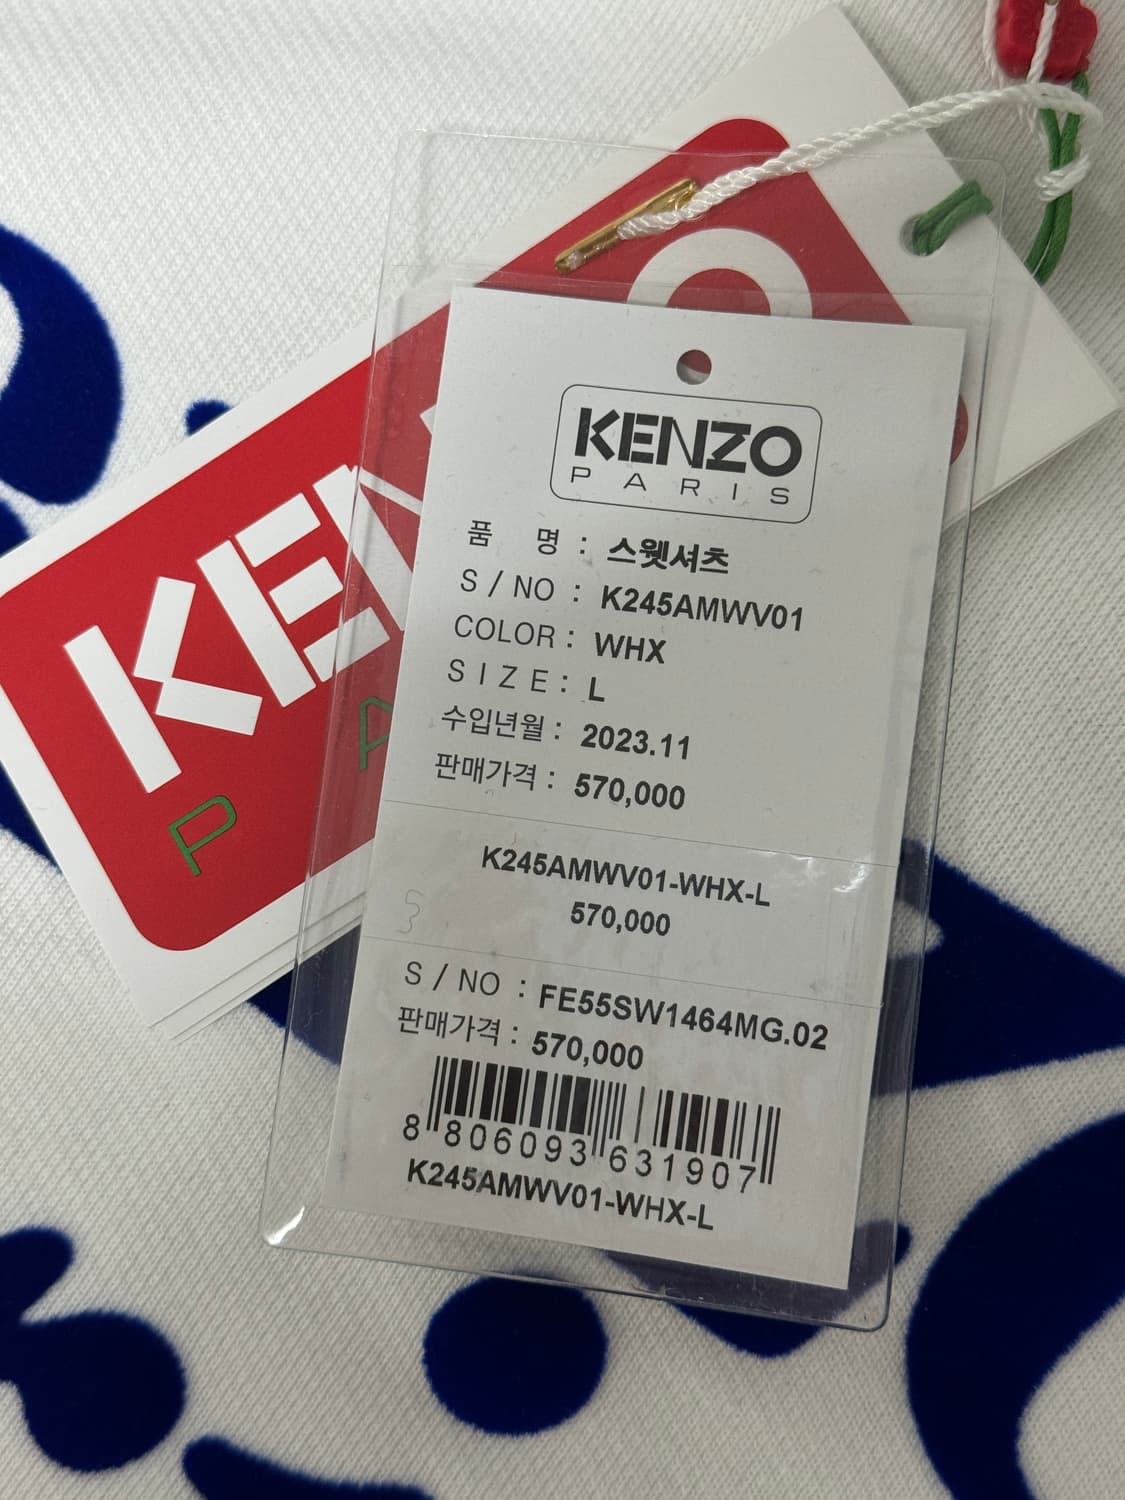 KENZO
PARIS
품 명 : 스웻셔츠
S / NO : K245AMWV01
COLOR : WHX
SIZE : L
수입년월 : 2023.11
판매가격 : 570,000
K245AMWV01-WHX-L
570,000
S / NO : FE55SW1464MG.02
판매가격 : 570,000
8 806093 631907
K245AMWV01-WHX-L
KEN
P A